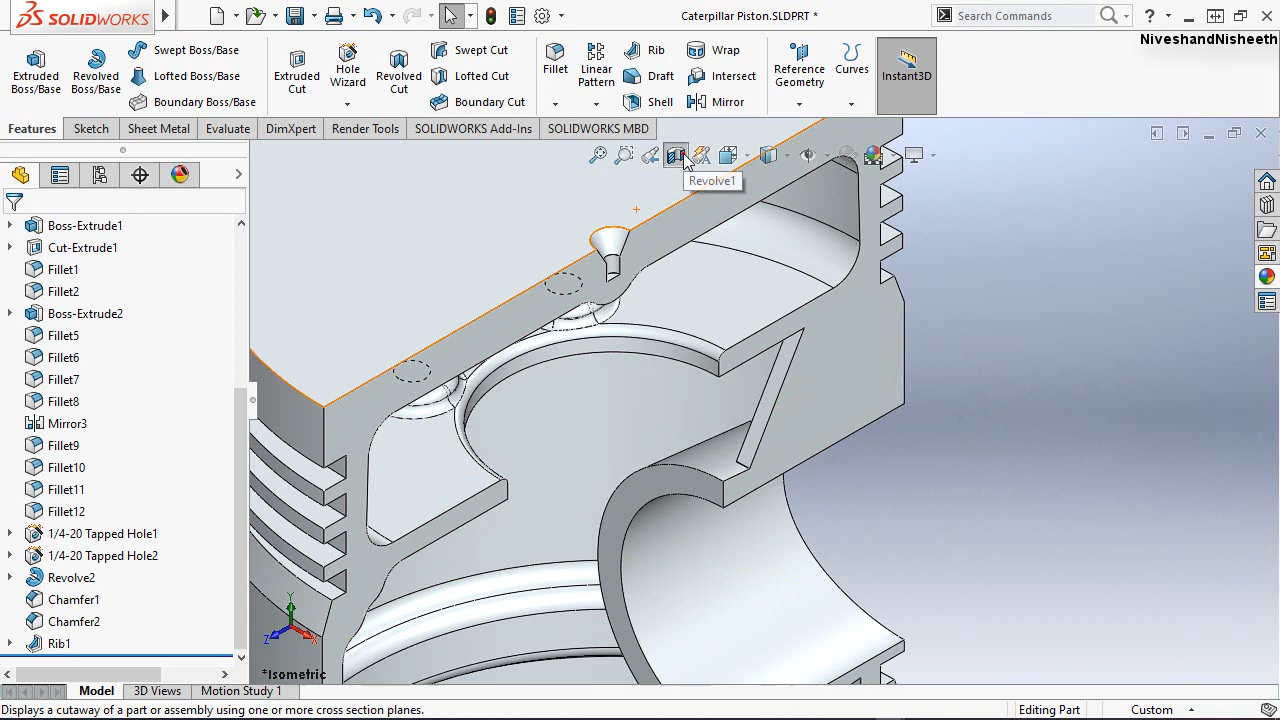 SOLIDWORKS
Caterpillar Piston.SLDPRT *
Search Commands
NiveshandNisheeth
Extruded Boss/Base
Revolved Boss/Base
Swept Boss/Base
Lofted Boss/Base
Boundary Boss/Base
Extruded Cut
Hole Wizard
Revolved Cut
Swept Cut
Lofted Cut
Boundary Cut
Fillet
Linear Pattern
Rib
Draft
Shell
Wrap
Intersect
Mirror
Reference Geometry
Curves
Instant3D
Features
Sketch
Sheet Metal
Evaluate
DimXpert
Render Tools
SOLIDWORKS Add-Ins
SOLIDWORKS MBD
Revolve1
Boss-Extrude1
Cut-Extrude1
Fillet1
Fillet2
Boss-Extrude2
Fillet5
Fillet6
Fillet7
Fillet8
Mirror3
Fillet9
Fillet10
Fillet11
Fillet12
1/4-20 Tapped Hole1
1/4-20 Tapped Hole2
Revolve2
Chamfer1
Chamfer2
Rib1
Y
Z
X
*Isometric
Model
3D Views
Motion Study 1
Displays a cutaway of a part or assembly using one or more cross section planes.
Editing Part
Custom